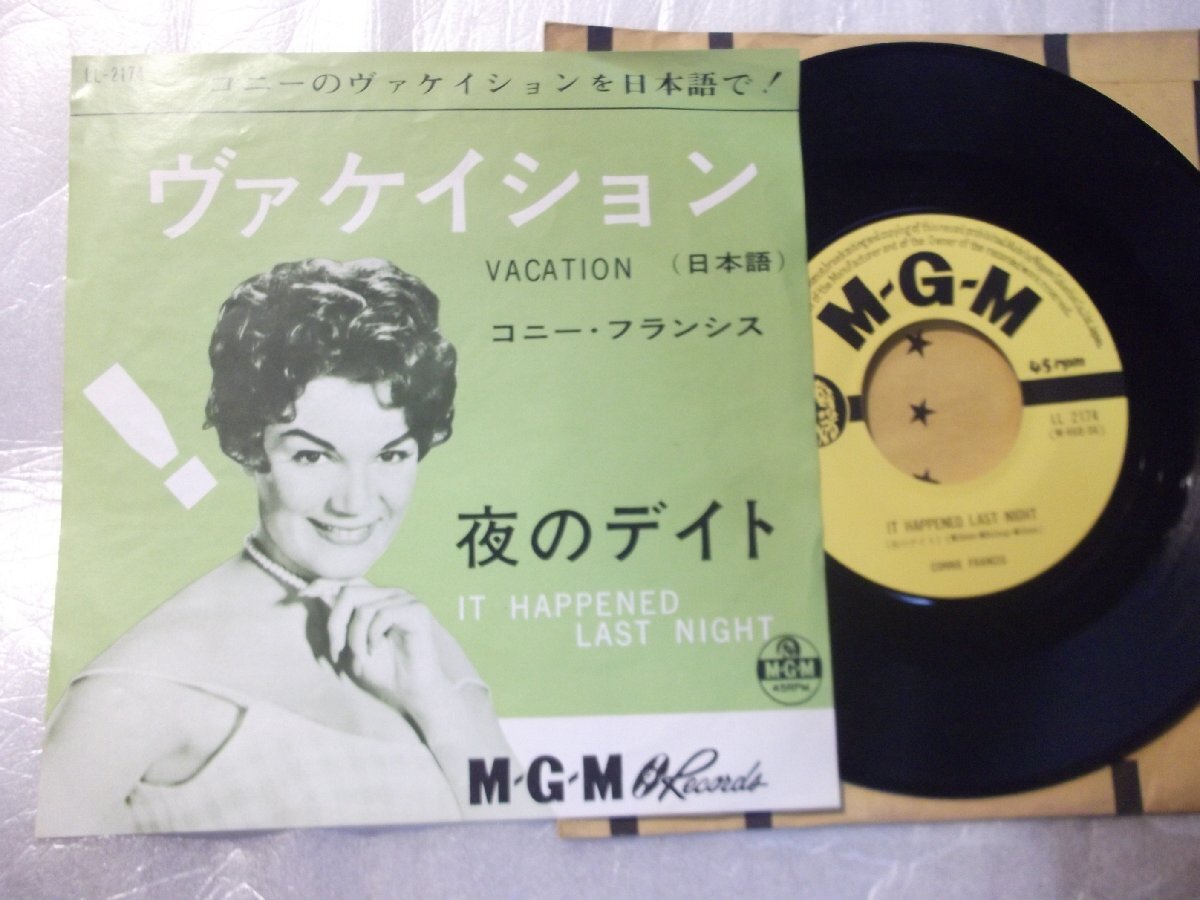 LL-2174
コニーのヴァケイションを日本語で!
ヴァケイション
VACATION (日本語)
コニー・フランシス
!
夜のデイト
IT HAPPENED
LAST NIGHT
M-G-M
45RPM
M-G-M Records
M-G-M
45 rpm
LL 2174
IT HAPPENED LAST NIGHT
CONNIE FRANCIS